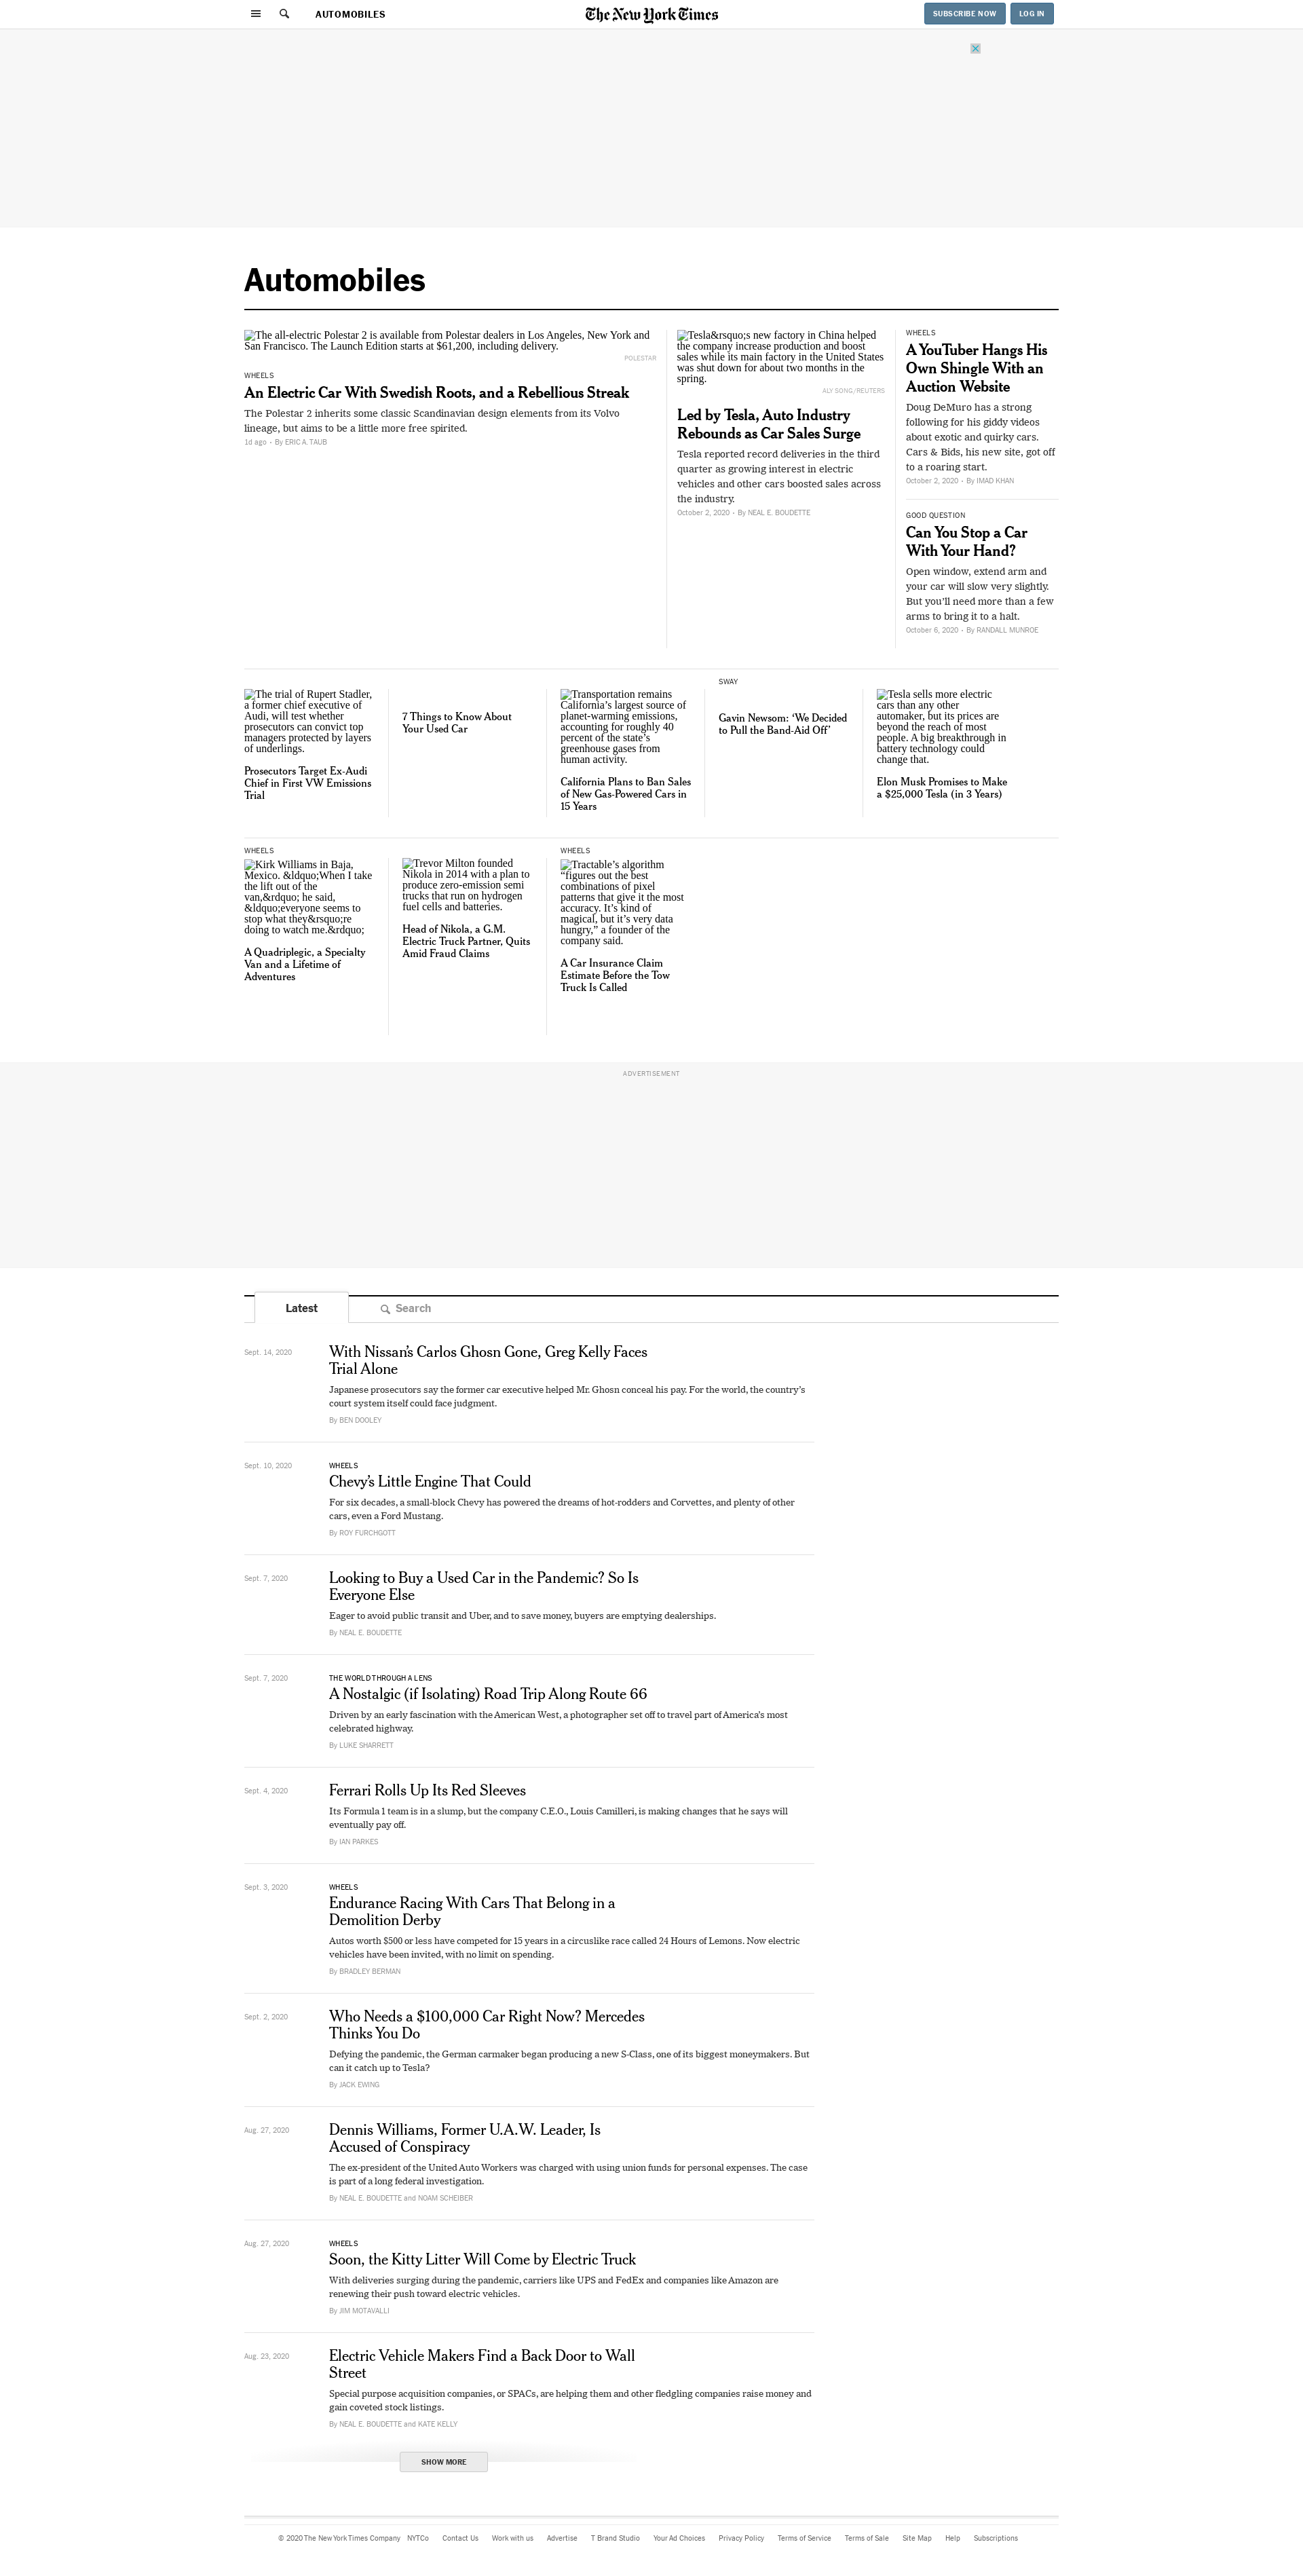 AUTOMOBILES
The New York Times
SUBSCRIBE NOW
LOG IN
Automobiles
The all-electric Polestar 2 is available from Polestar dealers in Los Angeles, New York and
San Francisco. The Launch Edition starts at $61,200, including delivery.
POLESTAR
WHEELS
An Electric Car With Swedish Roots, and a Rebellious Streak
The Polestar 2 inherits some classic Scandinavian design elements from its Volvo
lineage, but aims to be a little more free spirited.
1d ago • By ERIC A. TAUB
Tesla&rsquo;s new factory in China helped
the company increase production and boost
sales while its main factory in the United States
was shut down for about two months in the
spring.
ALY SONG/REUTERS
Led by Tesla, Auto Industry
Rebounds as Car Sales Surge
Tesla reported record deliveries in the third
quarter as growing interest in electric
vehicles and other cars boosted sales across
the industry.
October 2, 2020 • By NEAL E. BOUDETTE
WHEELS
A YouTuber Hangs His
Own Shingle With an
Auction Website
Doug DeMuro has a strong
following for his giddy videos
about exotic and quirky cars.
Cars & Bids, his new site, got off
to a roaring start.
October 2, 2020 • By IMAD KHAN
GOOD QUESTION
Can You Stop a Car
With Your Hand?
Open window, extend arm and
your car will slow very slightly.
But you’ll need more than a few
arms to bring it to a halt.
October 6, 2020 • By RANDALL MUNROE
The trial of Rupert Stadler,
a former chief executive of
Audi, will test whether
prosecutors can convict top
managers protected by layers
of underlings.
Prosecutors Target Ex-Audi
Chief in First VW Emissions
Trial
7 Things to Know About
Your Used Car
Transportation remains
California’s largest source of
planet-warming emissions,
accounting for roughly 40
percent of the state’s
greenhouse gases from
human activity.
California Plans to Ban Sales
of New Gas-Powered Cars in
15 Years
SWAY
Gavin Newsom: ‘We Decided
to Pull the Band-Aid Off’
Tesla sells more electric
cars than any other
automaker, but its prices are
beyond the reach of most
people. A big breakthrough in
battery technology could
change that.
Elon Musk Promises to Make
a $25,000 Tesla (in 3 Years)
WHEELS
Kirk Williams in Baja,
Mexico. &ldquo;When I take
the lift out of the
van,&rdquo; he said,
&ldquo;everyone seems to
stop what they&rsquo;re
doing to watch me.&rdquo;
A Quadriplegic, a Specialty
Van and a Lifetime of
Adventures
Trevor Milton founded
Nikola in 2014 with a plan to
produce zero-emission semi
trucks that run on hydrogen
fuel cells and batteries.
Head of Nikola, a G.M.
Electric Truck Partner, Quits
Amid Fraud Claims
WHEELS
Tractable’s algorithm
“figures out the best
combinations of pixel
patterns that give it the most
accuracy. It’s kind of
magical, but it’s very data
hungry,” a founder of the
company said.
A Car Insurance Claim
Estimate Before the Tow
Truck Is Called
ADVERTISEMENT
Latest
Search
Sept. 14, 2020
With Nissan’s Carlos Ghosn Gone, Greg Kelly Faces
Trial Alone
Japanese prosecutors say the former car executive helped Mr. Ghosn conceal his pay. For the world, the country’s
court system itself could face judgment.
By BEN DOOLEY
Sept. 10, 2020
WHEELS
Chevy’s Little Engine That Could
For six decades, a small-block Chevy has powered the dreams of hot-rodders and Corvettes, and plenty of other
cars, even a Ford Mustang.
By ROY FURCHGOTT
Sept. 7, 2020
Looking to Buy a Used Car in the Pandemic? So Is
Everyone Else
Eager to avoid public transit and Uber, and to save money, buyers are emptying dealerships.
By NEAL E. BOUDETTE
Sept. 7, 2020
THE WORLD THROUGH A LENS
A Nostalgic (if Isolating) Road Trip Along Route 66
Driven by an early fascination with the American West, a photographer set off to travel part of America’s most
celebrated highway.
By LUKE SHARRETT
Sept. 4, 2020
Ferrari Rolls Up Its Red Sleeves
Its Formula 1 team is in a slump, but the company C.E.O., Louis Camilleri, is making changes that he says will
eventually pay off.
By IAN PARKES
Sept. 3, 2020
WHEELS
Endurance Racing With Cars That Belong in a
Demolition Derby
Autos worth $500 or less have competed for 15 years in a circuslike race called 24 Hours of Lemons. Now electric
vehicles have been invited, with no limit on spending.
By BRADLEY BERMAN
Sept. 2, 2020
Who Needs a $100,000 Car Right Now? Mercedes
Thinks You Do
Defying the pandemic, the German carmaker began producing a new S-Class, one of its biggest moneymakers. But
can it catch up to Tesla?
By JACK EWING
Aug. 27, 2020
Dennis Williams, Former U.A.W. Leader, Is
Accused of Conspiracy
The ex-president of the United Auto Workers was charged with using union funds for personal expenses. The case
is part of a long federal investigation.
By NEAL E. BOUDETTE and NOAM SCHEIBER
Aug. 27, 2020
WHEELS
Soon, the Kitty Litter Will Come by Electric Truck
With deliveries surging during the pandemic, carriers like UPS and FedEx and companies like Amazon are
renewing their push toward electric vehicles.
By JIM MOTAVALLI
Aug. 23, 2020
Electric Vehicle Makers Find a Back Door to Wall
Street
Special purpose acquisition companies, or SPACs, are helping them and other fledgling companies raise money and
gain coveted stock listings.
By NEAL E. BOUDETTE and KATE KELLY
SHOW MORE
© 2020 The New York Times Company NYTCo Contact Us Work with us Advertise T Brand Studio Your Ad Choices Privacy Policy Terms of Service Terms of Sale Site Map Help Subscriptions